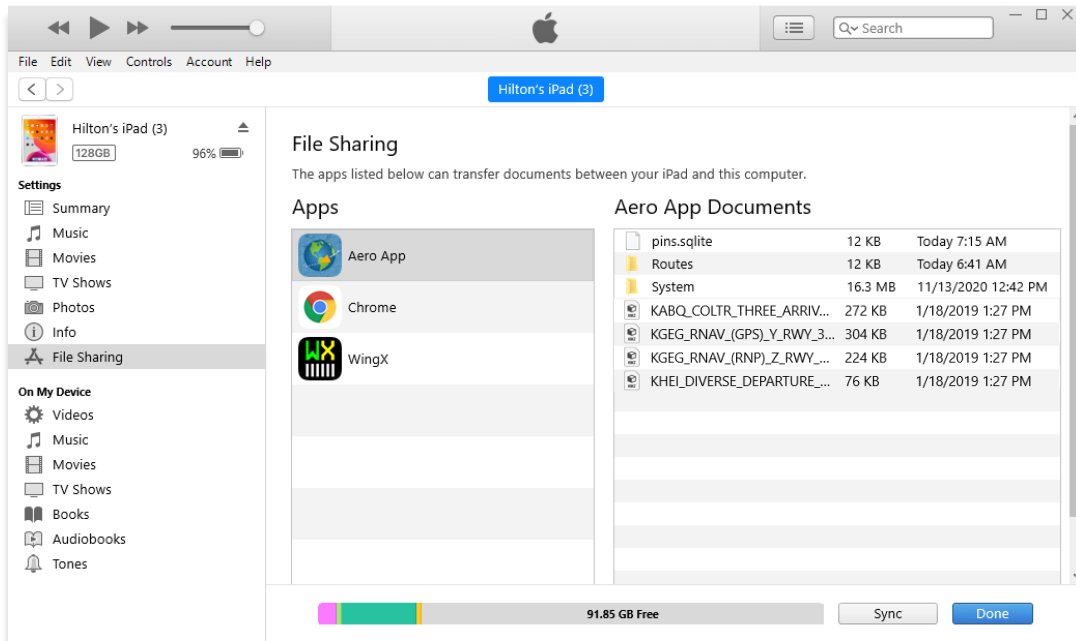 Search
File Edit View Controls Account Help
Hilton's iPad (3)
Hilton's iPad (3)
128GB 96%
Settings
Summary
Music
Movies
TV Shows
Photos
Info
File Sharing
On My Device
Videos
Music
Movies
TV Shows
Books
Audiobooks
Tones
File Sharing
The apps listed below can transfer documents between your iPad and this computer.
Apps
Aero App
Chrome
WX
WingX
Aero App Documents
pins.sqlite 12 KB Today 7:15 AM
Routes 12 KB Today 6:41 AM
System 16.3 MB 11/13/2020 12:42 PM
KABQ_COLTR_THREE_ARRIV... 272 KB 1/18/2019 1:27 PM
KGEG_RNAV_(GPS)_Y_RWY_3... 304 KB 1/18/2019 1:27 PM
KGEG_RNAV_(RNP)_Z_RWY_... 224 KB 1/18/2019 1:27 PM
KHEI_DIVERSE_DEPARTURE_... 76 KB 1/18/2019 1:27 PM
91.85 GB Free
Sync
Done